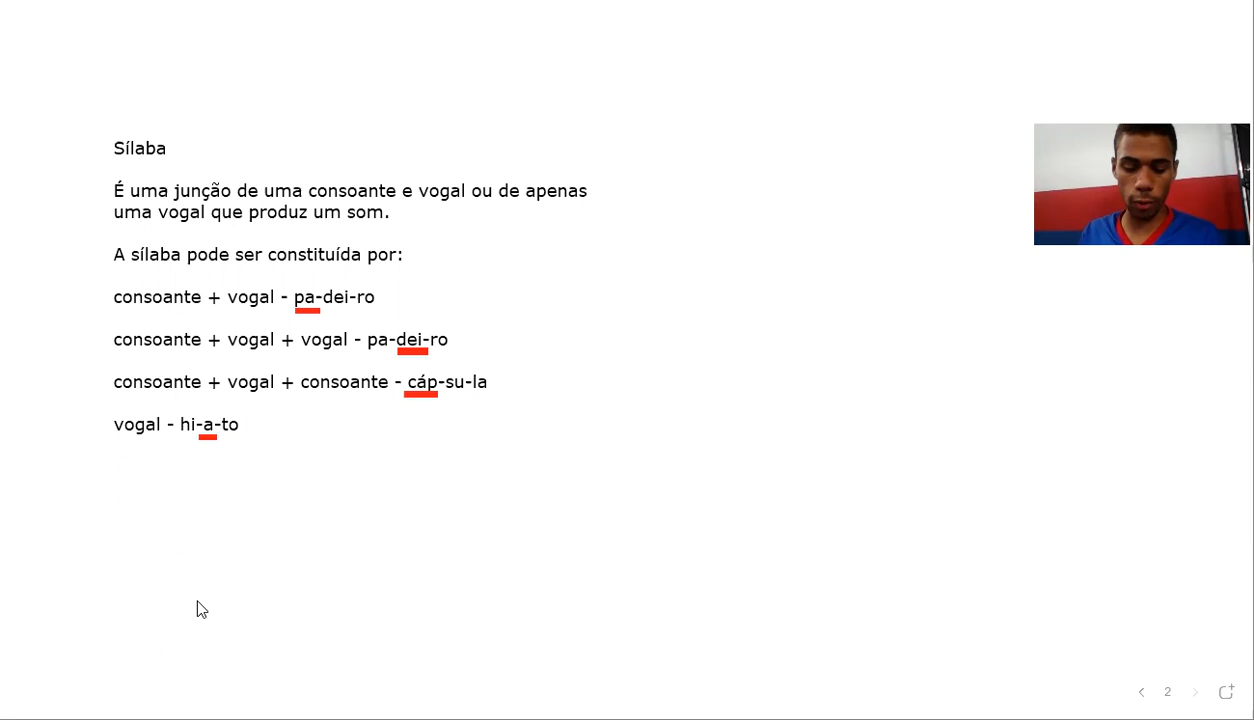 Sílaba
É uma junção de uma consoante e vogal ou de apenas
uma vogal que produz um som.
A sílaba pode ser constituída por:
consoante + vogal - pa-dei-ro
consoante + vogal + vogal - pa-dei-ro
consoante + vogal + consoante - cáp-su-la
vogal - hi-a-to
2